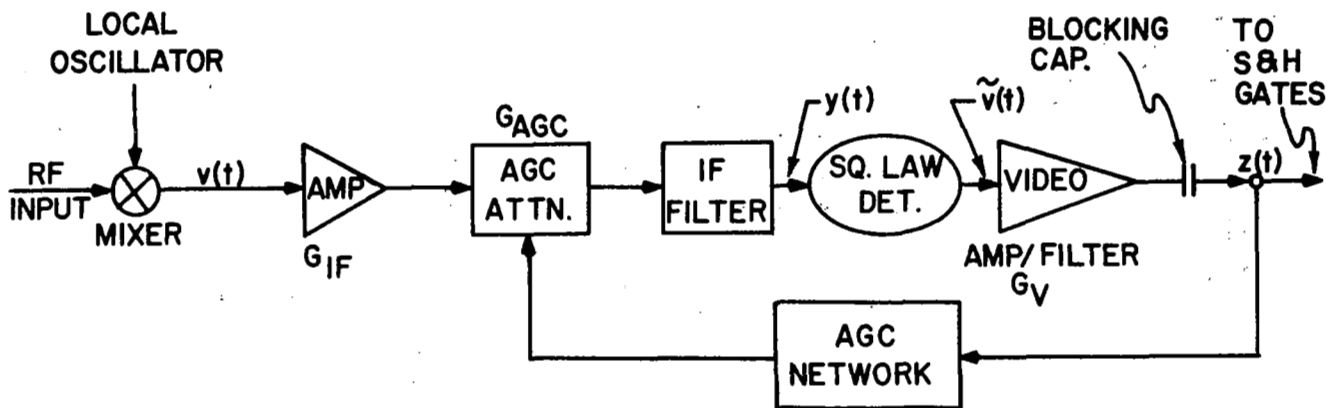 LOCAL
OSCILLATOR
RF
INPUT
MIXER
v(t)
AMP
G_IF
G_AGC
AGC
ATTN.
IF
FILTER
y(t)
SQ. LAW
DET.
ṽ(t)
VIDEO
AMP/FILTER
G_V
BLOCKING
CAP.
TO
S&H
GATES
z(t)
AGC
NETWORK